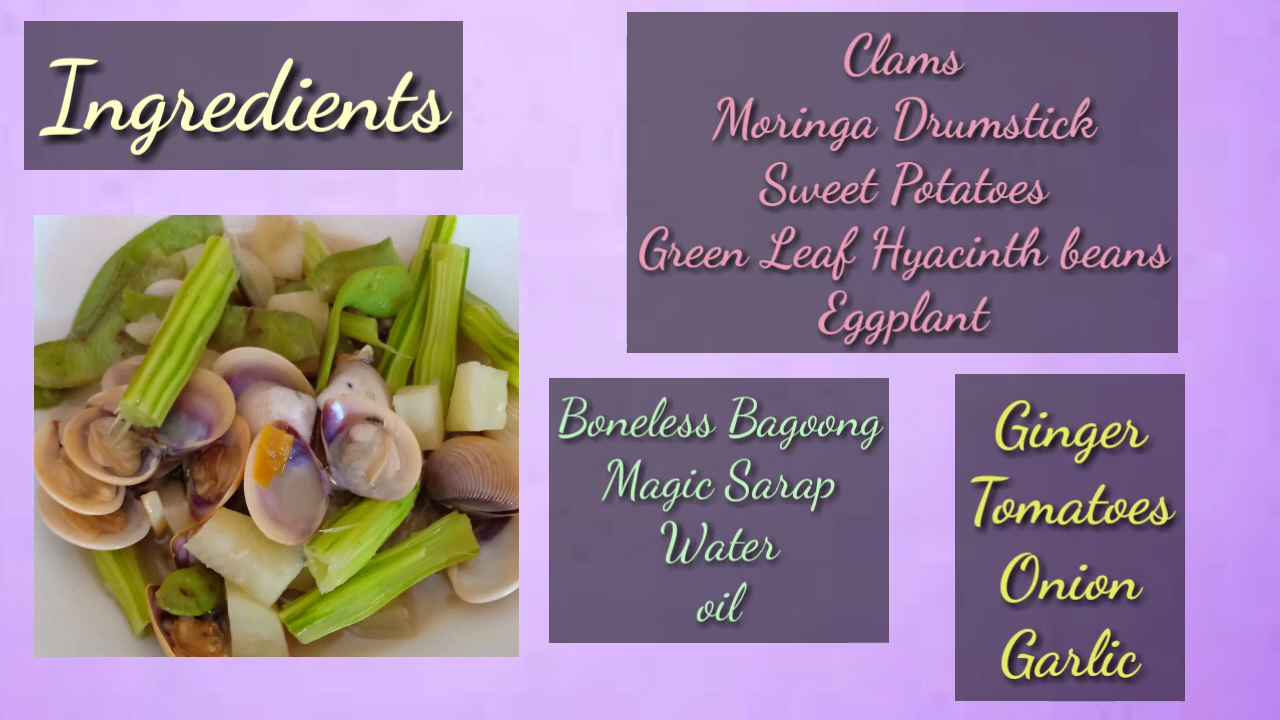 Ingredients
Clams
Moringa Drumstick
Sweet Potatoes
Green Leaf Hyacinth beans
Eggplant
Boneless Bagoong
Magic Sarap
Water
oil
Ginger
Tomatoes
Onion
Garlic